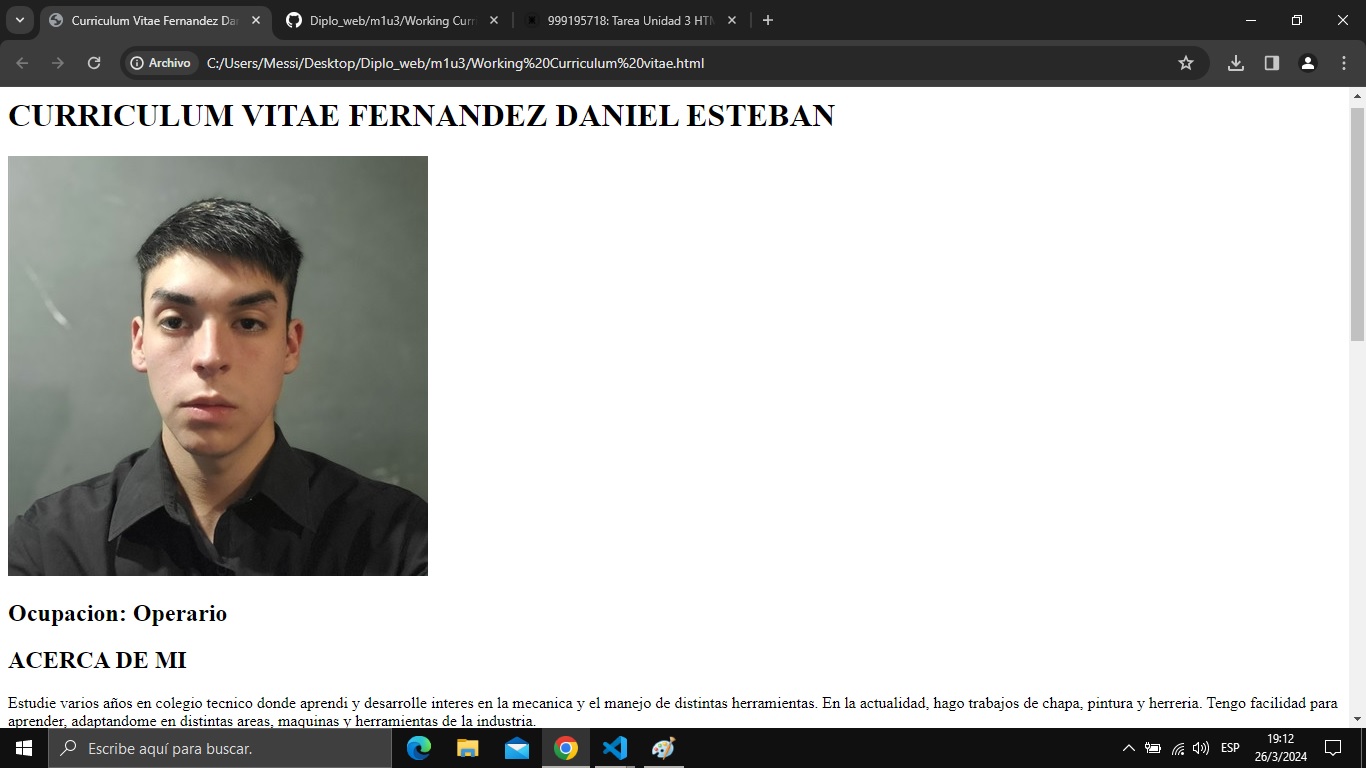 Curriculum Vitae Fernandez Da
Diplo_web/m1u3/Working Curr
999195718: Tarea Unidad 3 HTM
Archivo
C:/Users/Messi/Desktop/Diplo_web/m1u3/Working%20Curriculum%20vitae.html
CURRICULUM VITAE FERNANDEZ DANIEL ESTEBAN
Ocupacion: Operario
ACERCA DE MI
Estudie varios años en colegio tecnico donde aprendi y desarrolle interes en la mecanica y el manejo de distintas herramientas. En la actualidad, hago trabajos de chapa, pintura y herreria. Tengo facilidad para
aprender, adaptandome en distintas areas, maquinas y herramientas de la industria.
Escribe aquí para buscar.
ESP
19:12
26/3/2024